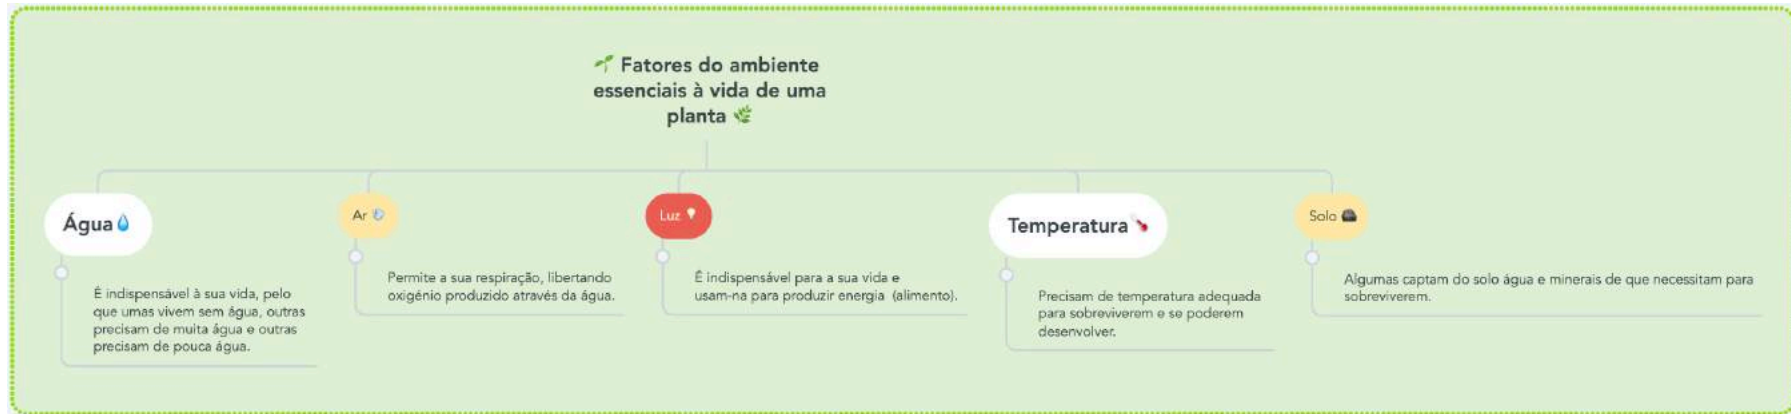 Fatores do ambiente
essenciais à vida de uma
planta
Água
É indispensável à sua vida, pelo
que umas vivem sem água, outras
precisam de muita água e outras
precisam de pouca água.
Ar
Permite a sua respiração, libertando
oxigénio produzido através da água.
Luz
É indispensável para a sua vida e
usam-na para produzir energia (alimento).
Temperatura
Precisam de temperatura adequada
para sobreviverem e se poderem
desenvolver.
Solo
Algumas captam do solo água e minerais de que necessitam para
sobreviverem.